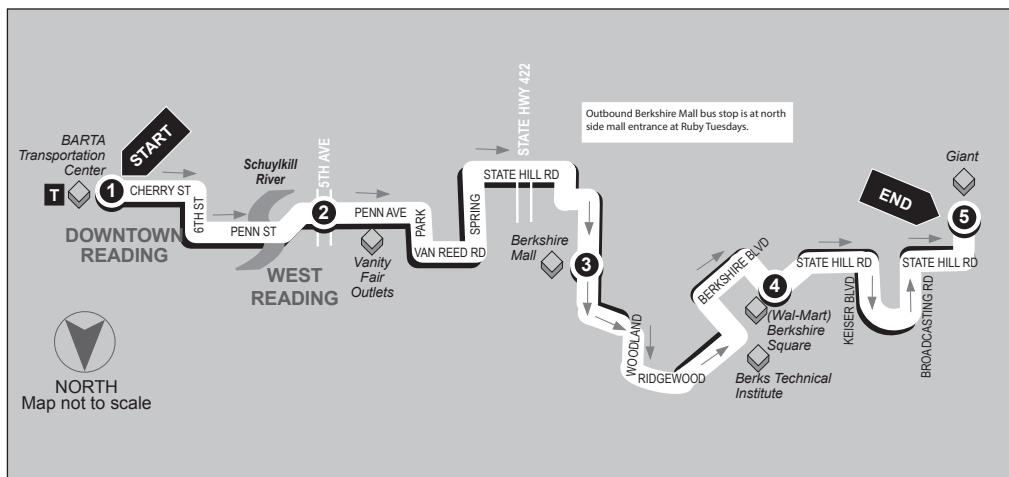 BARTA
Transportation
Center
START
T
1
CHERRY ST
6TH ST
DOWNTOWN
READING
PENN ST
Schuylkill
River
5TH AVE
2
WEST
READING
PENN AVE
Vanity
Fair
Outlets
PARK
VAN REED RD
SPRING
STATE HWY 422
STATE HILL RD
Outbound Berkshire Mall bus stop is at north
side mall entrance at Ruby Tuesdays.
Berkshire
Mall
3
WOODLAND
RIDGEWOOD
BERKSHIRE BLVD
4
(Wal-Mart)
Berkshire
Square
Berks Technical
Institute
STATE HILL RD
KEISER BLVD
BROADCASTING RD
STATE HILL RD
END
Giant
5
NORTH
Map not to scale